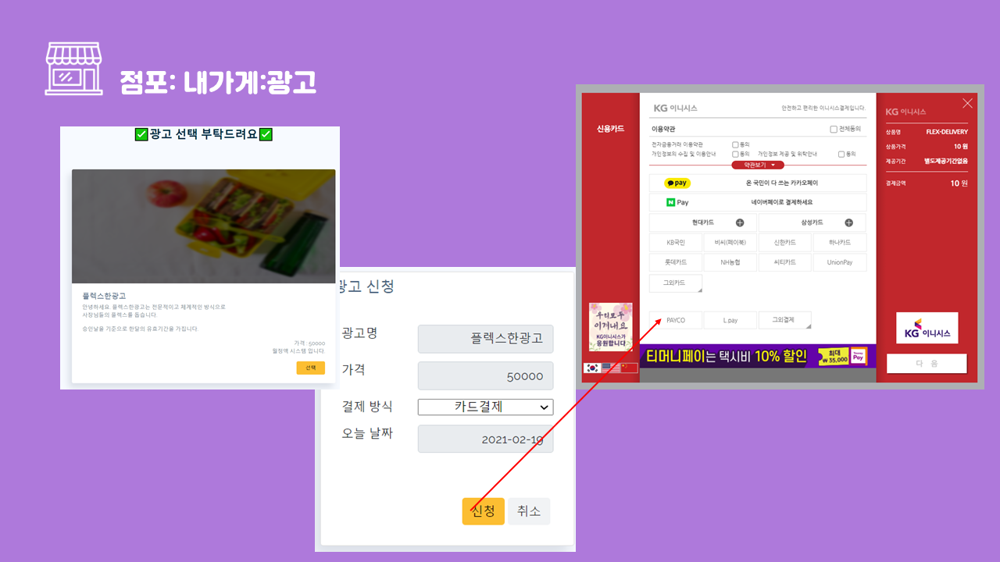 점포: 내가게:광고
✅광고 선택 부탁드려요✅
플렉스한광고
안녕하세요. 플렉스한광고는 전문적이고 체계적인 방식으로
사장님들의 플렉스를 돕습니다.
승인날을 기준으로 한달의 유효기간을 가집니다.
가격 : 50000
월정액 시스템 입니다.
선택
광고 신청
광고명
플렉스한광고
가격
50000
결제 방식
카드결제
오늘 날짜
2021-02-19
신청
취소
신용카드
우리모두
이겨내요
KG이니시스가
응원합니다.
KG 이니시스
안전하고 편리한 이니시스결제입니다.
이용약관
전체동의
전자금융거래 이용약관
동의
개인정보의 수집 및 이용안내
동의
개인정보 제공 및 위탁안내
동의
약관보기
pay
온 국민이 다 쓰는 카카오페이
N Pay
네이버페이로 결제하세요
현대카드
삼성카드
KB국민
비씨(페이북)
신한카드
하나카드
롯데카드
NH농협
씨티카드
UnionPay
그외카드
PAYCO
L.pay
그외결제
티머니페이는 택시비 10% 할인
최대
₩35,000
Pay
KG 이니시스
상품명
FLEX-DELIVERY
상품가격
10 원
제공기간
별도제공기간없음
결제금액
10 원
KG 이니시스
다 음